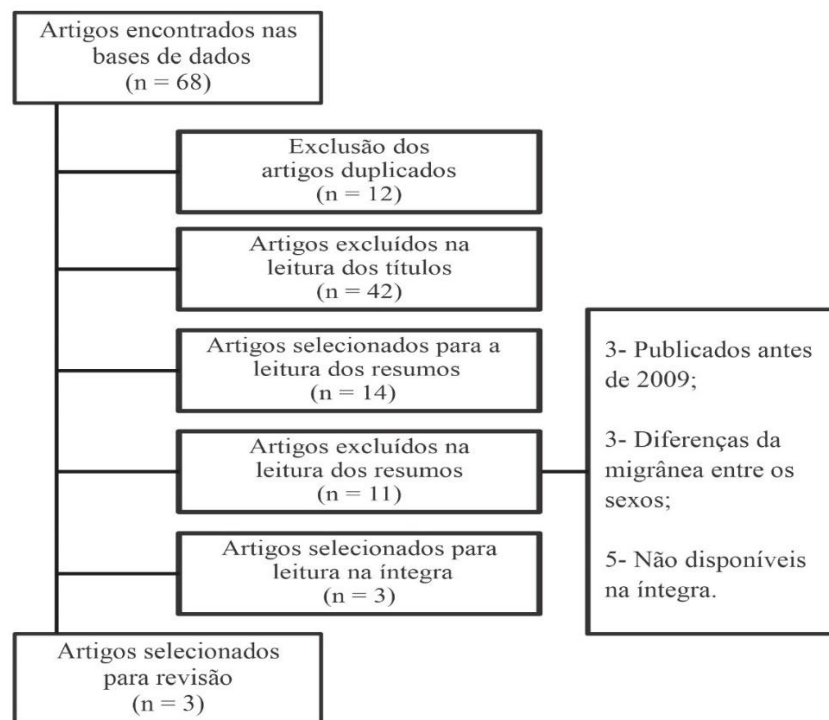 Artigos encontrados nas
bases de dados
(n = 68)
Exclusão dos
artigos duplicados
(n = 12)
Artigos excluídos na
leitura dos títulos
(n = 42)
Artigos selecionados para a
leitura dos resumos
(n = 14)
Artigos excluídos na
leitura dos resumos
(n = 11)
3- Publicados antes
de 2009;
3- Diferenças da
migrânea entre os
sexos;
5- Não disponíveis
na íntegra.
Artigos selecionados para
leitura na íntegra
(n = 3)
Artigos selecionados
para revisão
(n = 3)